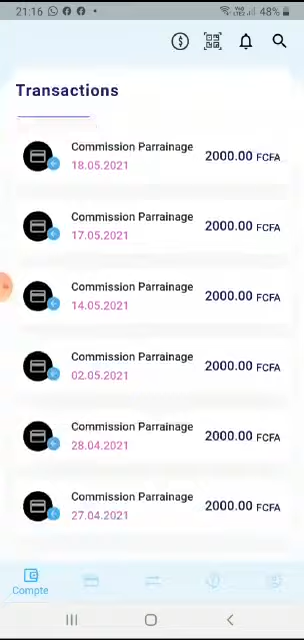 21:16
48%
Transactions
Commission Parrainage
2000.00 FCFA
18.05.2021
Commission Parrainage
2000.00 FCFA
17.05.2021
Commission Parrainage
2000.00 FCFA
14.05.2021
Commission Parrainage
2000.00 FCFA
02.05.2021
Commission Parrainage
2000.00 FCFA
28.04.2021
Commission Parrainage
2000.00 FCFA
27.04.2021
Compte